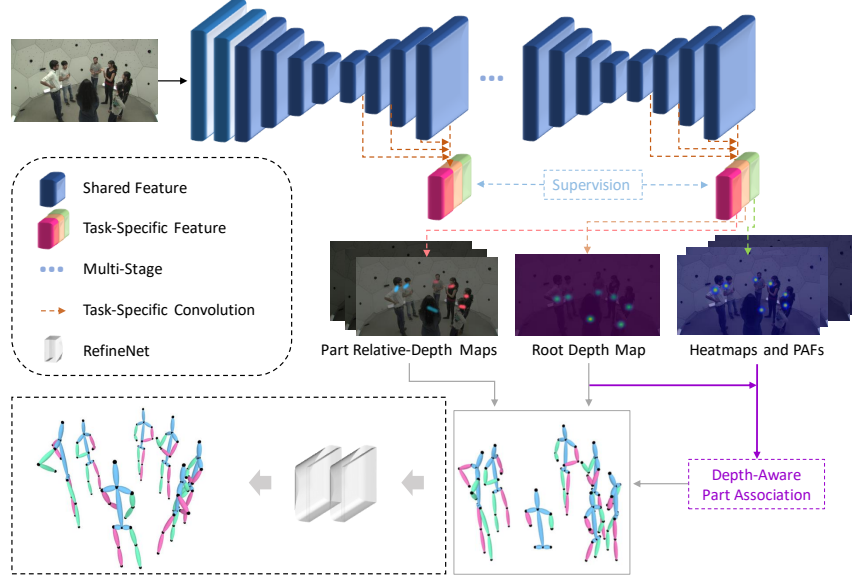 Shared Feature
Supervision
Task-Specific Feature
Multi-Stage
Task-Specific Convolution
RefineNet
Part Relative-Depth Maps
Root Depth Map
Heatmaps and PAFs
Depth-Aware
Part Association